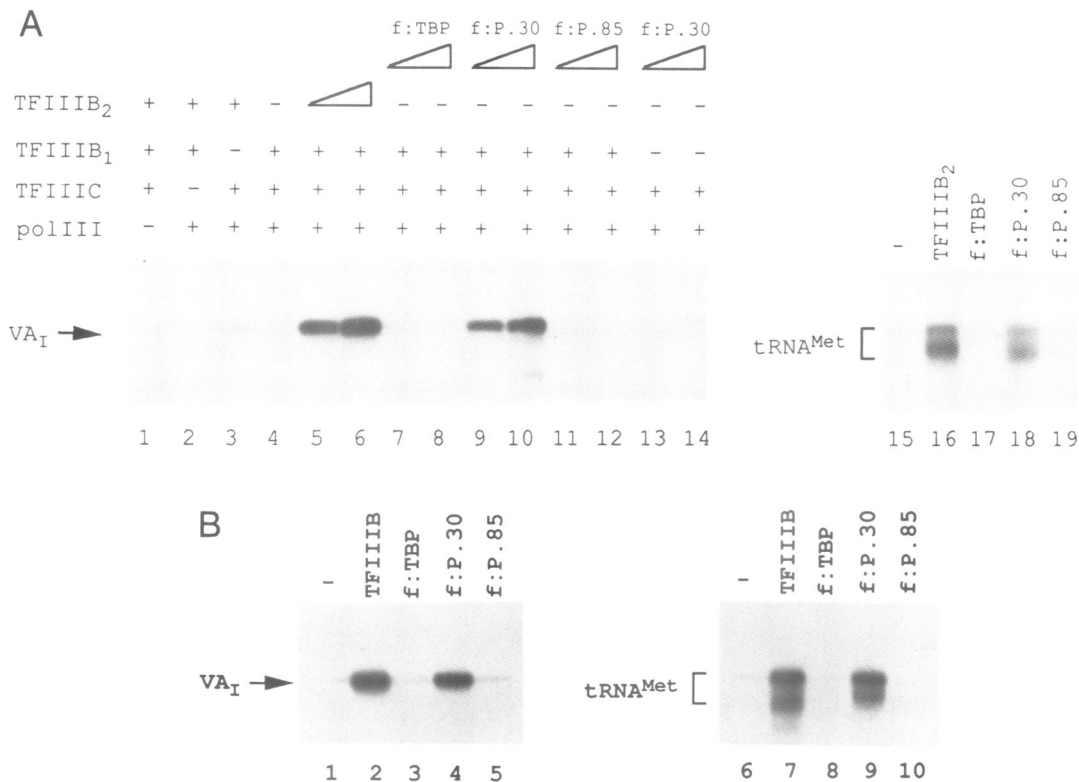 A
f:TBP f:P.30 f:P.85 f:P.30
TFIIIB2 + + + - - - - - - - - -
TFIIIB1 + + - + + + + + + + + + - -
TFIIIC + - + + + + + + + + + + + +
polIII - + + + + + + + + + + + + +
VAI
1 2 3 4 5 6 7 8 9 10 11 12 13 14
- TFIIIB2 f:TBP f:P.30 f:P.85
tRNAMet
15 16 17 18 19
B
- TFIIIB f:TBP f:P.30 f:P.85
VAI
1 2 3 4 5
- TFIIIB f:TBP f:P.30 f:P.85
tRNAMet
6 7 8 9 10